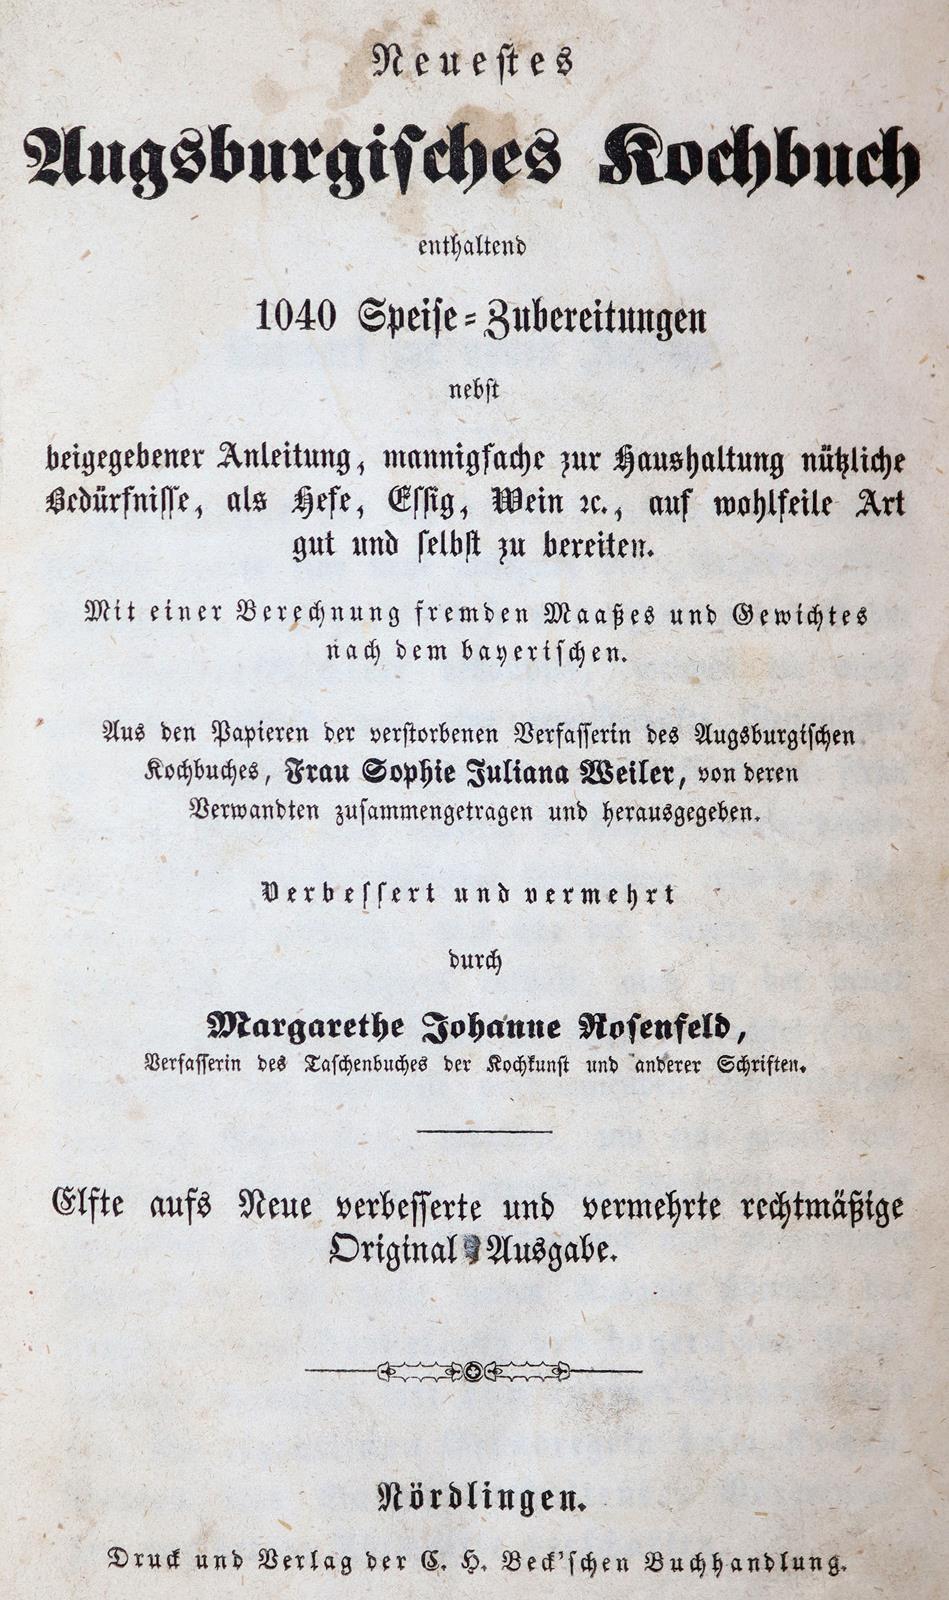 Neuestes
Augsburgisches Kochbuch
enthaltend
1040 Speise-Zubereitungen
nebst
beigegebener Anleitung, mannigfache zur Haushaltung nützliche
Bedürfnisse, als Hefe, Essig, Wein ꝛc., auf wohlfeile Art
gut und selbst zu bereiten.
Mit einer Berechnung fremden Maaßes und Gewichtes
nach dem bayerischen.
Aus den Papieren der verstorbenen Verfasserin des Augsburgischen
Kochbuches, Frau Sophie Juliana Weiler, von deren
Verwandten zusammengetragen und herausgegeben.
Verbessert und vermehrt
durch
Margarethe Johanne Rosenfeld,
Verfasserin des Taschenbuches der Kochkunst und anderer Schriften.
Elfte aufs Neue verbesserte und vermehrte rechtmäßige
Original Ausgabe.
Nördlingen.
Druck und Verlag der C. H. Beck'schen Buchhandlung.